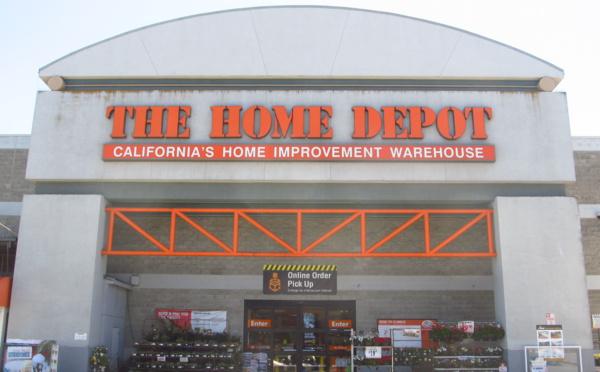 THE HOME DEPOT
CALIFORNIA'S HOME IMPROVEMENT WAREHOUSE
Online Order
Pick Up
Enter
Enter